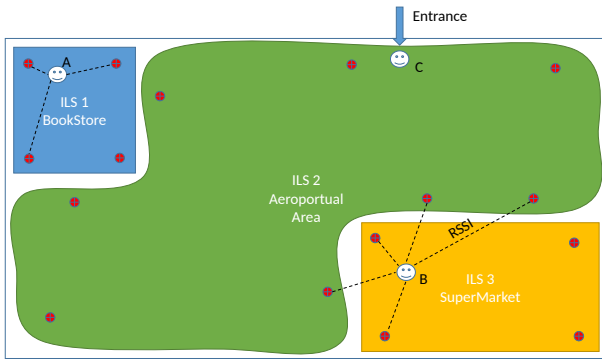 Entrance
A
C
ILS 1
BookStore
ILS 2
Aeroportual
Area
RSSI
B
ILS 3
SuperMarket